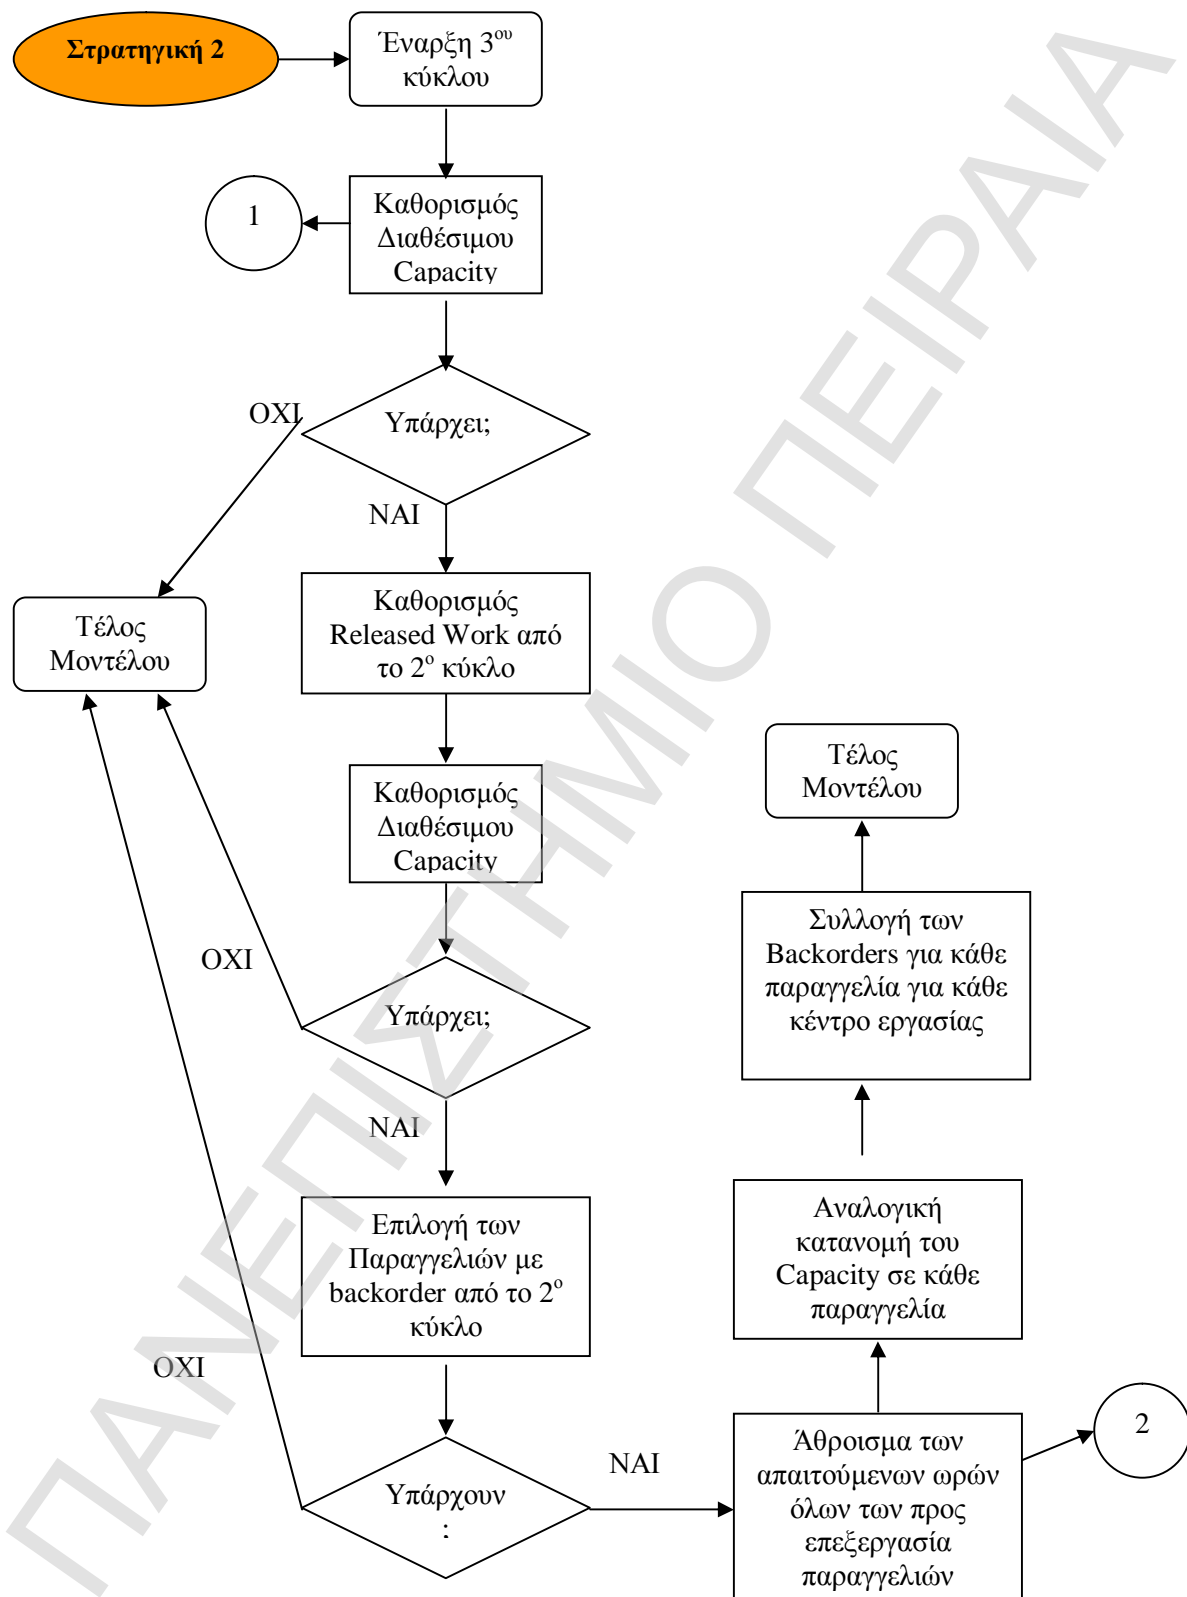 Στρατηγική 2
Έναρξη 3ου
κύκλου
1
Καθορισμός
Διαθέσιμου
Capacity
ΟΧΙ
Υπάρχει;
ΝΑΙ
Τέλος
Μοντέλου
Καθορισμός
Released Work από
το 2ο κύκλο
Καθορισμός
Διαθέσιμου
Capacity
ΟΧΙ
Υπάρχει;
ΝΑΙ
Επιλογή των
Παραγγελιών με
backorder από το 2ο
κύκλο
ΟΧΙ
Υπάρχουν
;
ΝΑΙ
Άθροισμα των
απαιτούμενων ωρών
όλων των προς
επεξεργασία
παραγγελιών
2
Αναλογική
κατανομή του
Capacity σε κάθε
παραγγελία
Συλλογή των
Backorders για κάθε
παραγγελία για κάθε
κέντρο εργασίας
Τέλος
Μοντέλου
ΠΑΝΕΠΙΣΤΗΜΙΟ ΠΕΙΡΑΙΑ